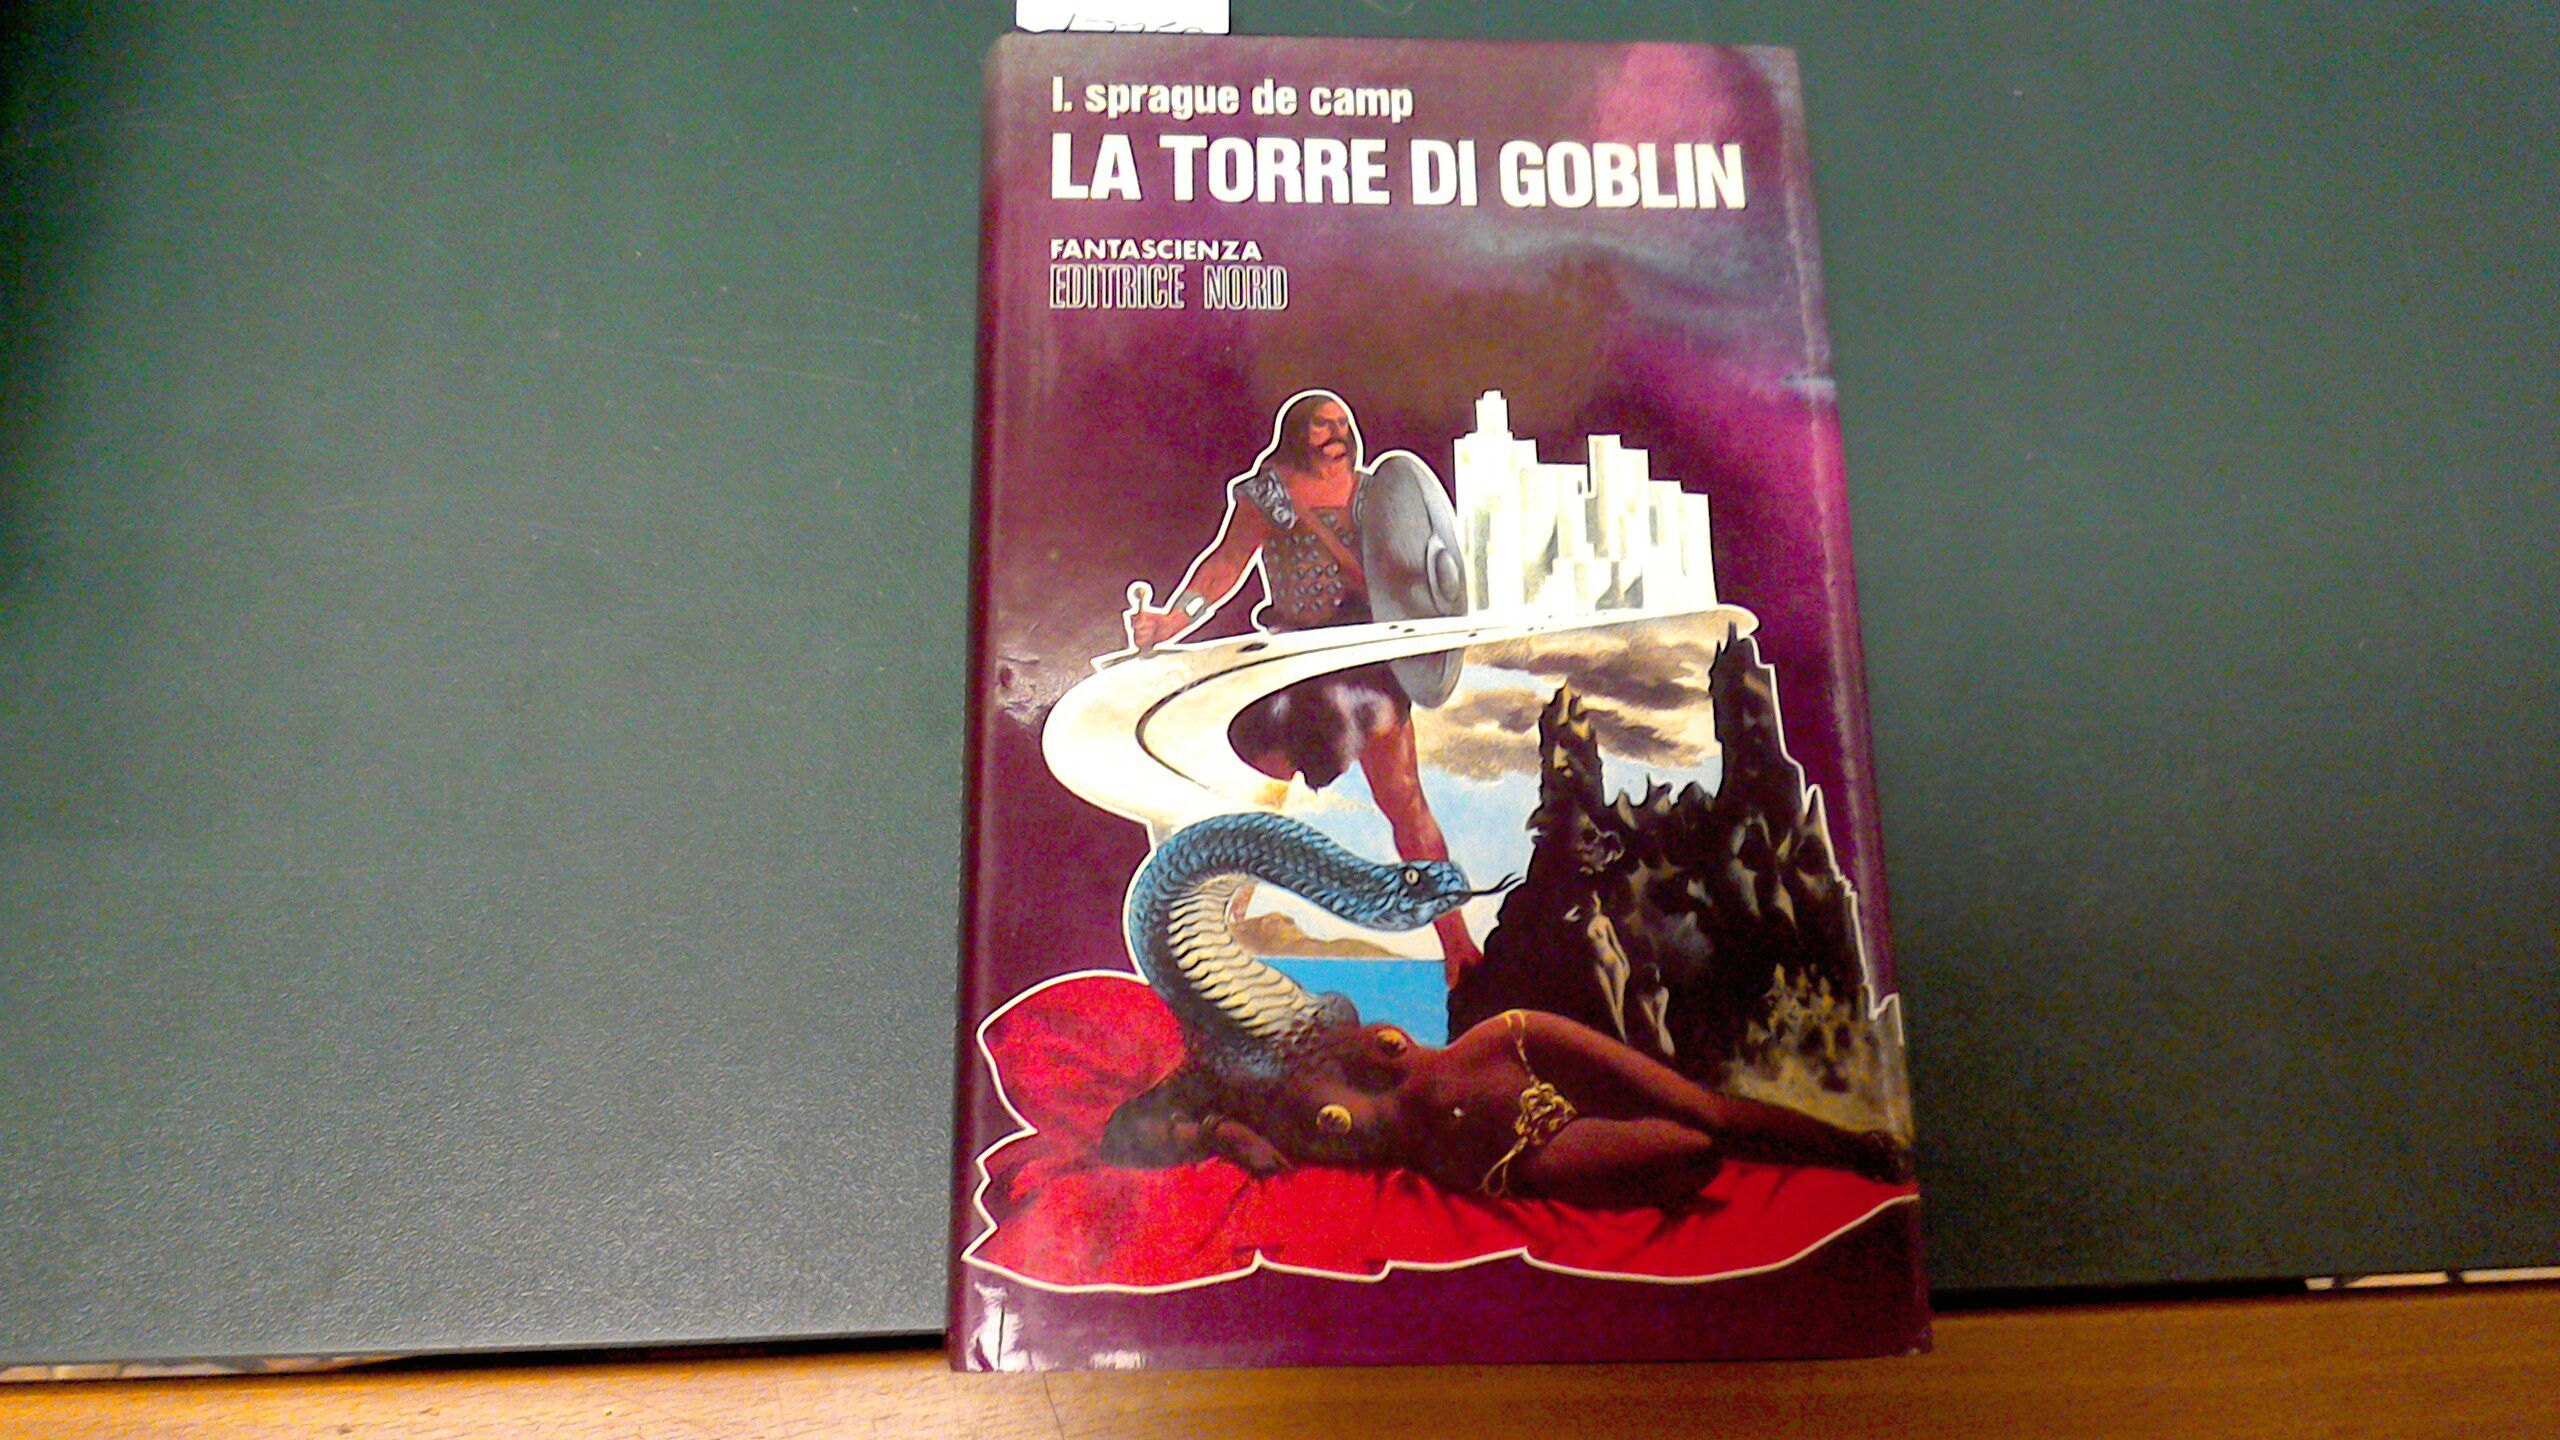 l. sprague de camp
LA TORRE DI GOBLIN
FANTASCIENZA
EDITRICE NORD